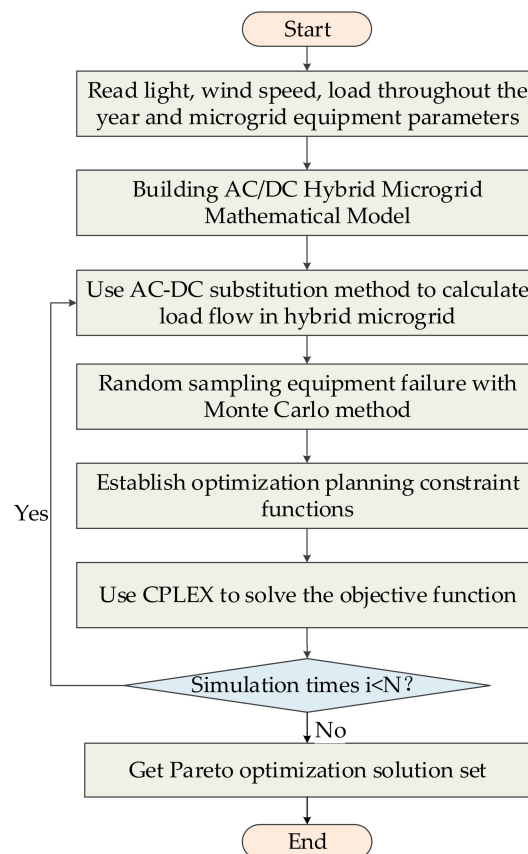 Start
Read light, wind speed, load throughout the
year and microgrid equipment parameters
Building AC/DC Hybrid Microgrid
Mathematical Model
Use AC-DC substitution method to calculate
load flow in hybrid microgrid
Random sampling equipment failure with
Monte Carlo method
Establish optimization planning constraint
functions
Yes
Use CPLEX to solve the objective function
Simulation times i<N?
No
Get Pareto optimization solution set
End